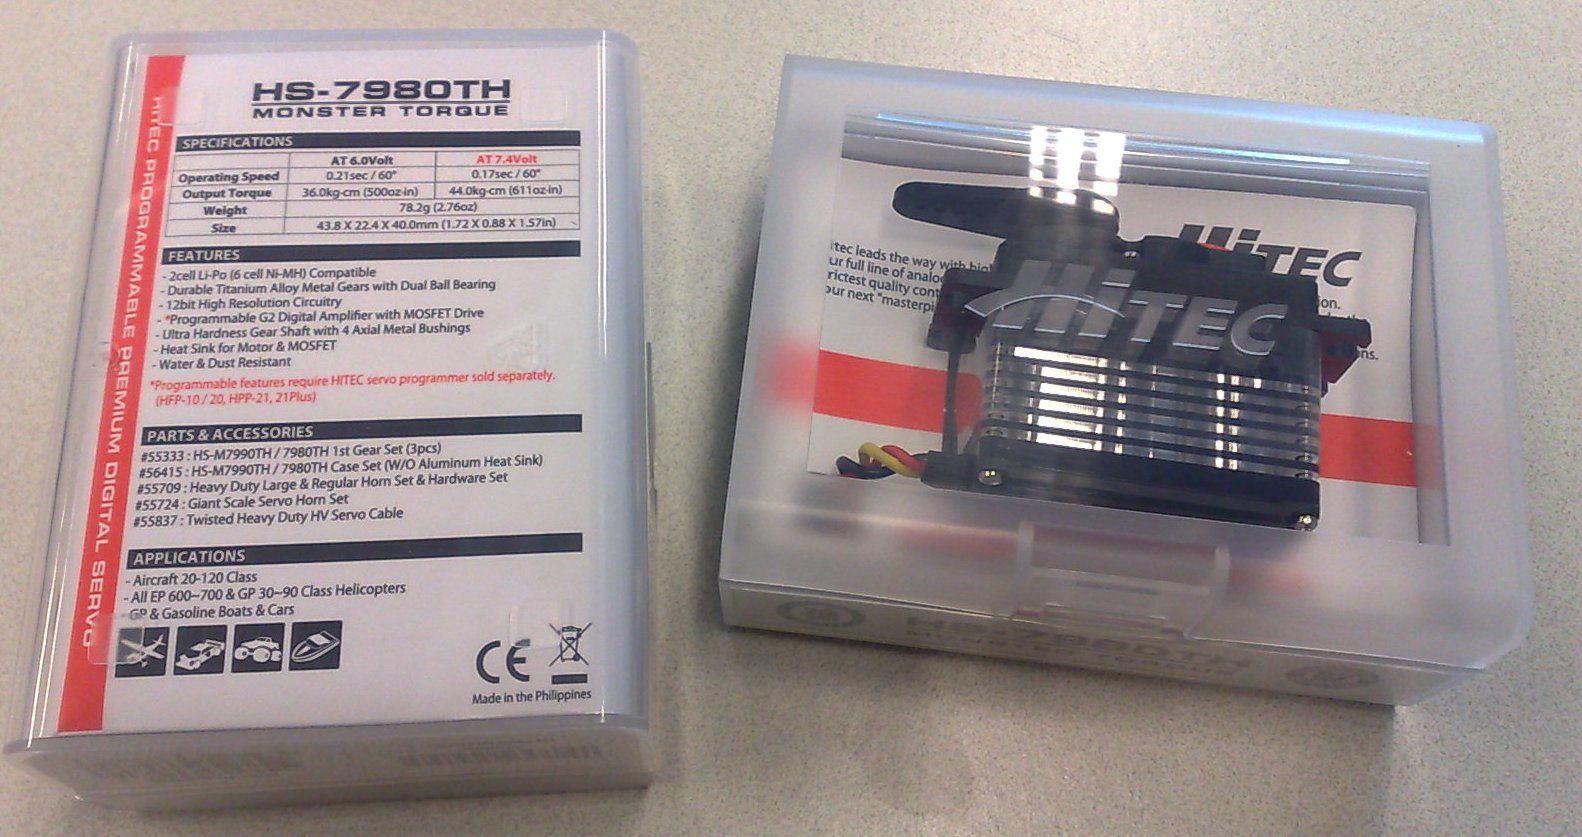 HITEC PROGRAMMABLE PREMIUM DIGITAL SERVO
HS-7980TH
MONSTER TORQUE
SPECIFICATIONS
AT 6.0Volt AT 7.4Volt
Operating Speed 0.21sec / 60° 0.17sec / 60°
Output Torque 36.0kg-cm (500oz-in) 44.0kg-cm (611oz-in)
Weight 78.2g (2.76oz)
Size 43.8 X 22.4 X 40.0mm (1.72 X 0.88 X 1.57in)
FEATURES
- 2cell Li-Po (6 cell Ni-MH) Compatible
- Durable Titanium Alloy Metal Gears with Dual Ball Bearing
- 12bit High Resolution Circuitry
- *Programmable G2 Digital Amplifier with MOSFET Drive
- Ultra Hardness Gear Shaft with 4 Axial Metal Bushings
- Heat Sink for Motor & MOSFET
- Water & Dust Resistant
*Programmable features require HITEC servo programmer sold separately.
(HFP-10 / 20, HPP-21, 21Plus)
PARTS & ACCESSORIES
#55333 : HS-M7990TH / 7980TH 1st Gear Set (3pcs)
#56415 : HS-M7990TH / 7980TH Case Set (W/O Aluminum Heat Sink)
#55709 : Heavy Duty Large & Regular Horn Set & Hardware Set
#55724 : Giant Scale Servo Horn Set
#55837 : Twisted Heavy Duty HV Servo Cable
APPLICATIONS
- Aircraft 20-120 Class
- All EP 600~700 & GP 30~90 Class Helicopters
- GP & Gasoline Boats & Cars
CE
Made in the Philippines
HiTEC
tec leads the way with
ur full line of
rictest quality
our next "
HiTEC
HS-7980TH